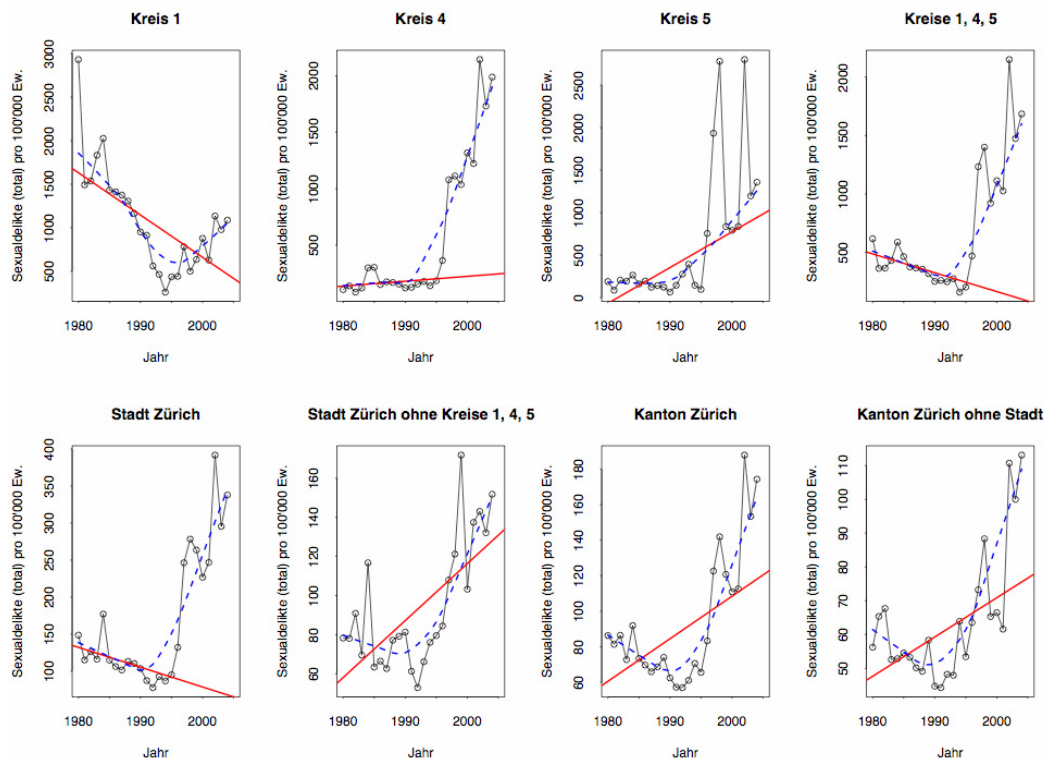 Kreis 1
Sexualdelikte (total) pro 100'000 Ew.
3000
2500
2000
1500
1000
500
1980 1990 2000
Jahr
Kreis 4
Sexualdelikte (total) pro 100'000 Ew.
2000
1500
1000
500
1980 1990 2000
Jahr
Kreis 5
Sexualdelikte (total) pro 100'000 Ew.
2500
2000
1500
1000
500
0
1980 1990 2000
Jahr
Kreise 1, 4, 5
Sexualdelikte (total) pro 100'000 Ew.
2000
1500
1000
500
1980 1990 2000
Jahr
Stadt Zürich
Sexualdelikte (total) pro 100'000 Ew.
400
350
300
250
200
150
100
1980 1990 2000
Jahr
Stadt Zürich ohne Kreise 1, 4, 5
Sexualdelikte (total) pro 100'000 Ew.
160
140
120
100
80
60
1980 1990 2000
Jahr
Kanton Zürich
Sexualdelikte (total) pro 100'000 Ew.
180
160
140
120
100
80
60
1980 1990 2000
Jahr
Kanton Zürich ohne Stadt
Sexualdelikte (total) pro 100'000 Ew.
110
100
90
80
70
60
50
1980 1990 2000
Jahr